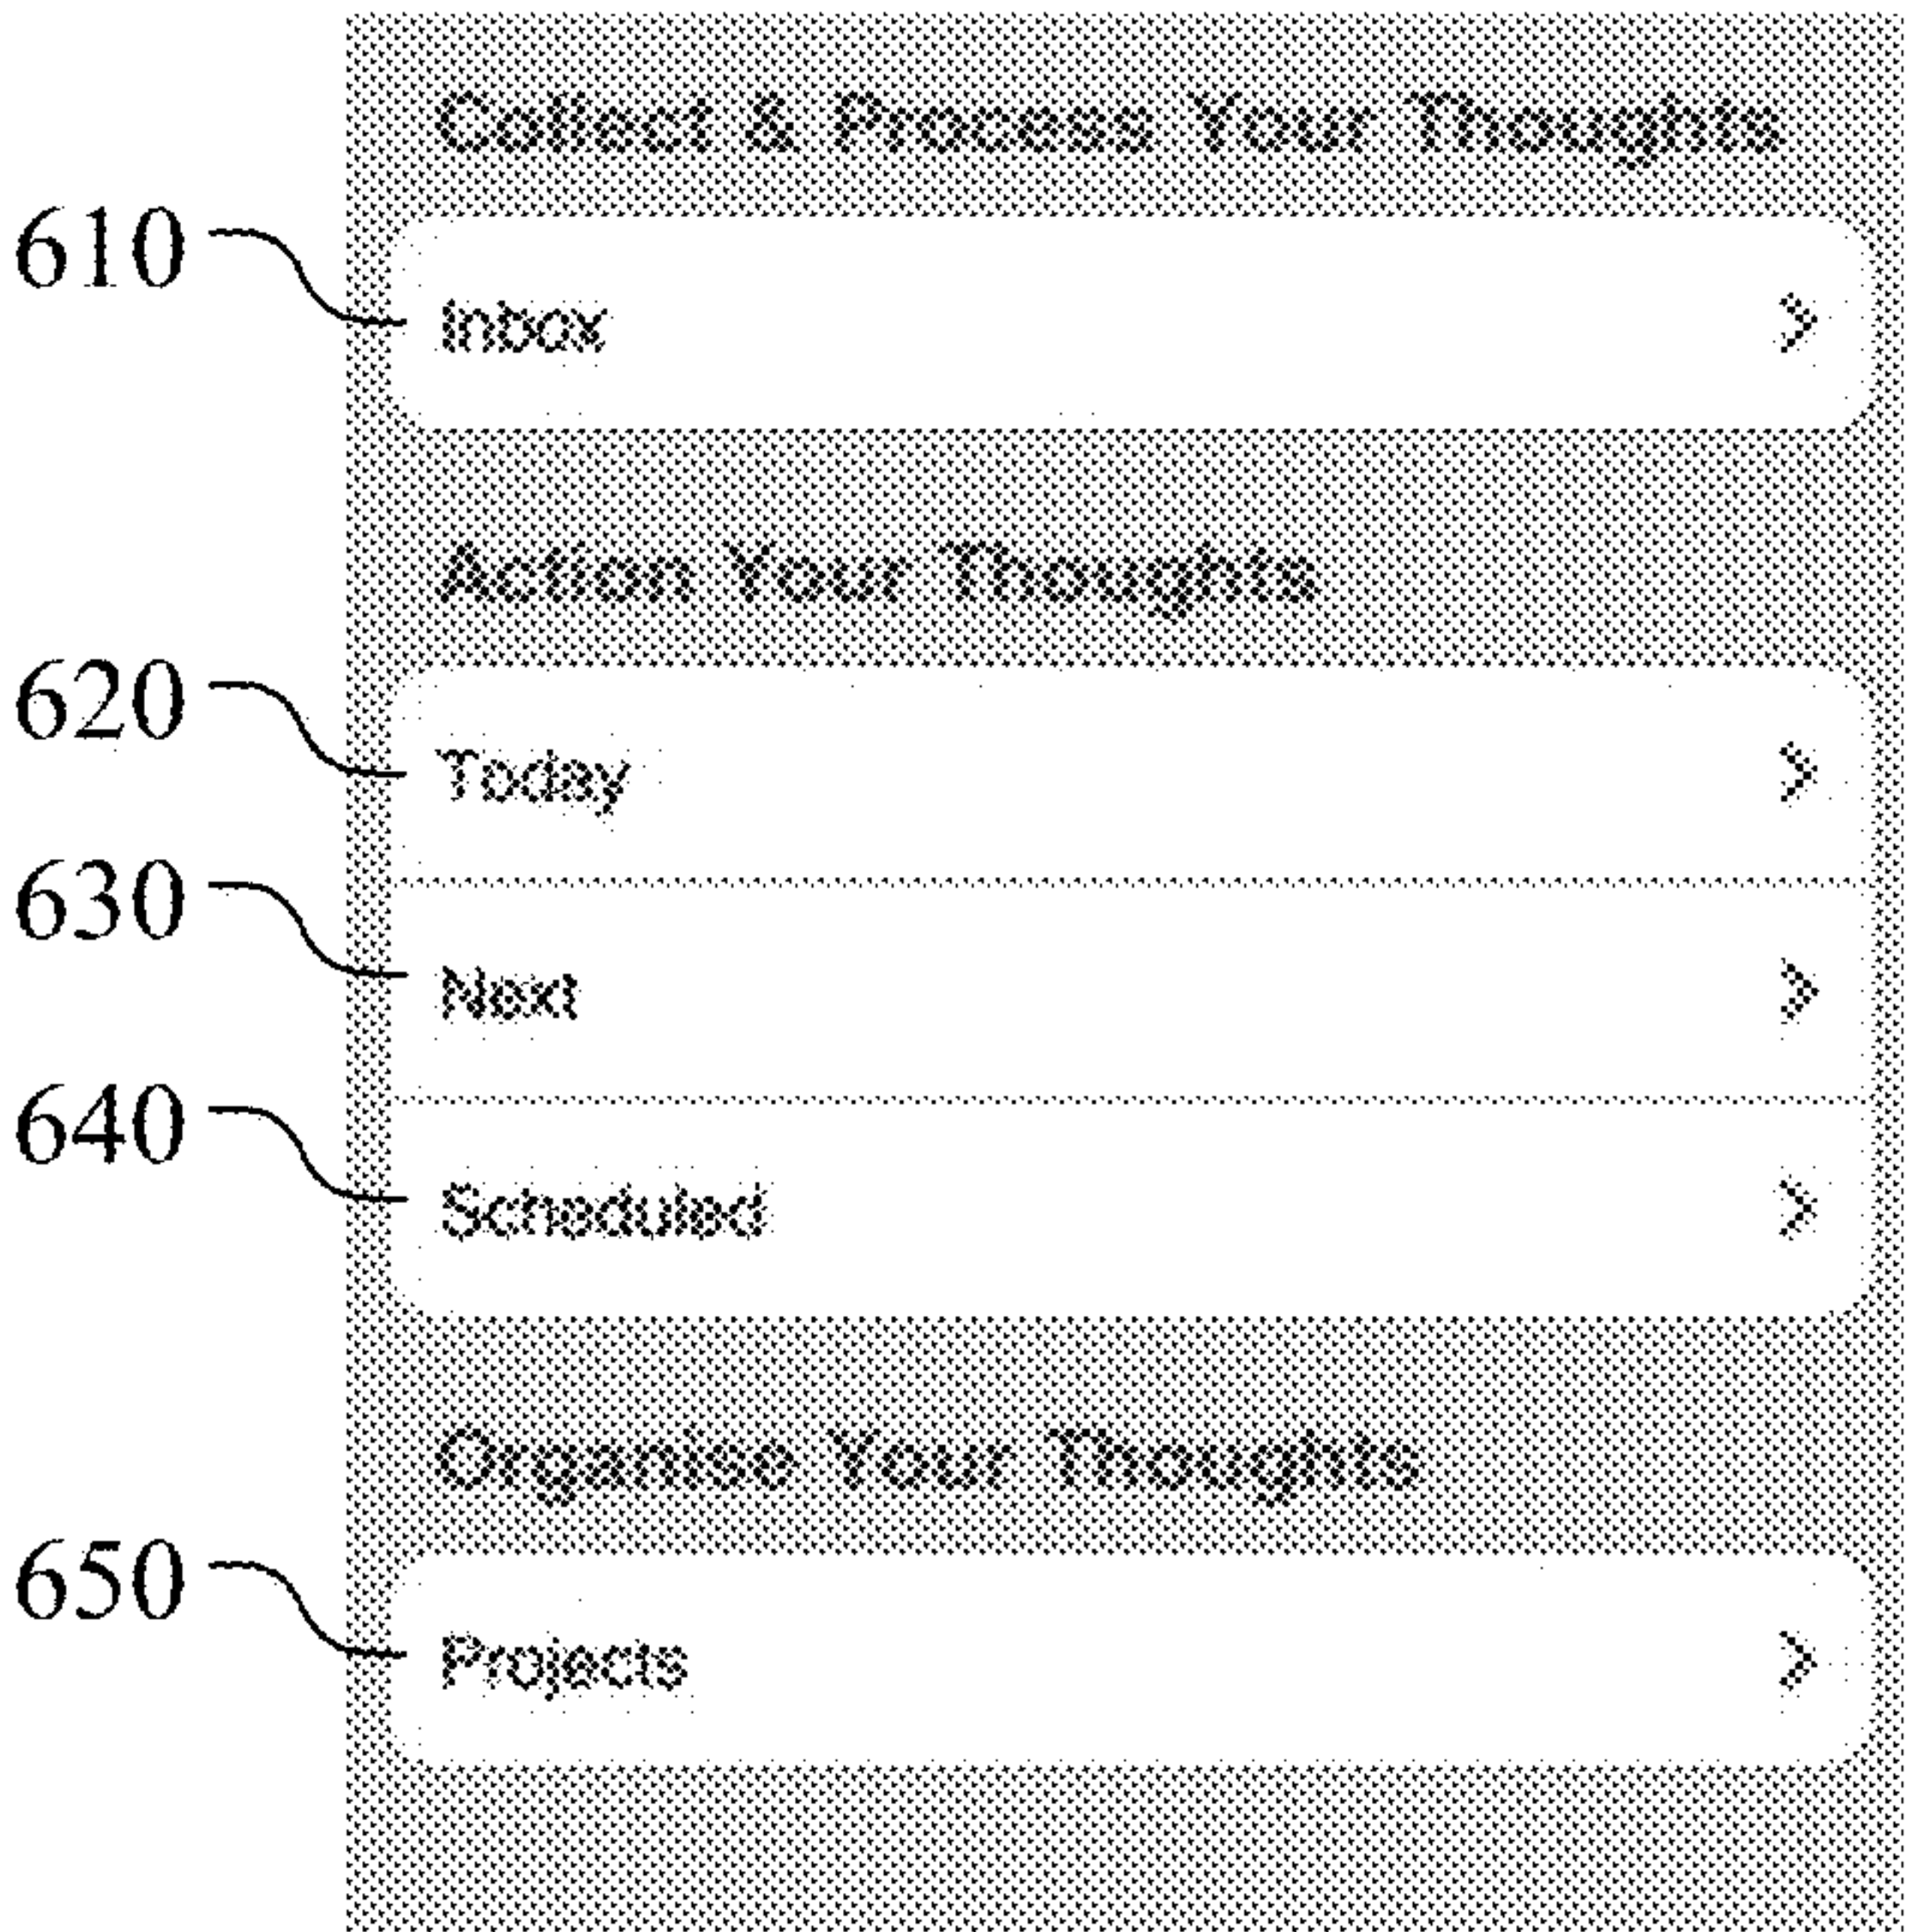 Collect & Process Your Thoughts
610
Inbox >
Action Your Thoughts
620
Today >
630
Next >
640
Scheduled >
Organise Your Thoughts
650
Projects >